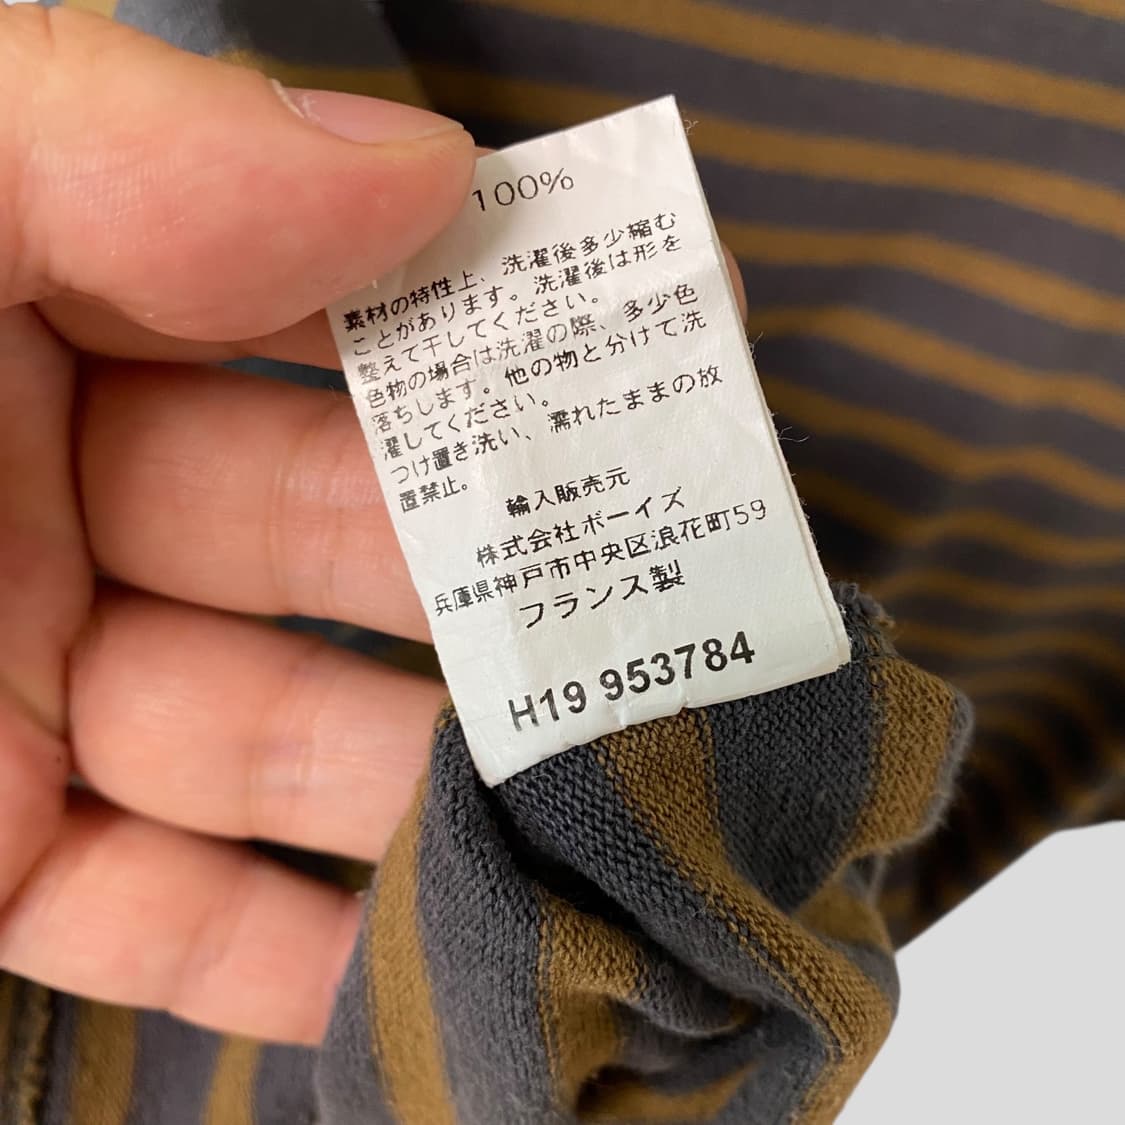 100%
素材の特性上、洗濯後多少縮む
ことがあります。洗濯後は形を
整えて干してください。
色物の場合は洗濯の際、多少色
落ちします。他の物と分けて洗
濯してください。
つけ置き洗い、濡れたままの放
置禁止。
輸入販売元
株式会社ボーイズ
兵庫県神戸市中央区浪花町59
フランス製
H19 953784